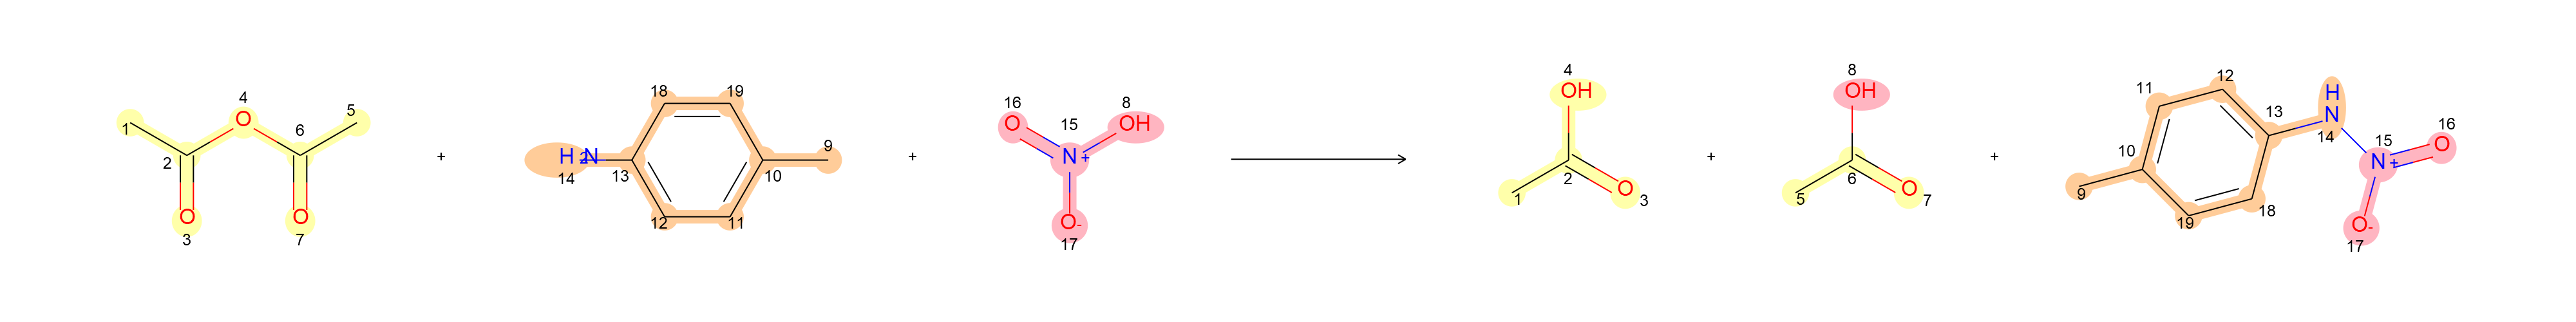 1 2 O 3 O 4 5 6 O 7
+
H2N 14 13 18 19 12 11 10 9
+
O 16 N+ 15 OH 8 O- 17
OH 4 1 2 O 3
+
OH 8 5 6 O 7
+
9 10 11 12 13 18 19 H N 14 N+ 15 O 16 O- 17